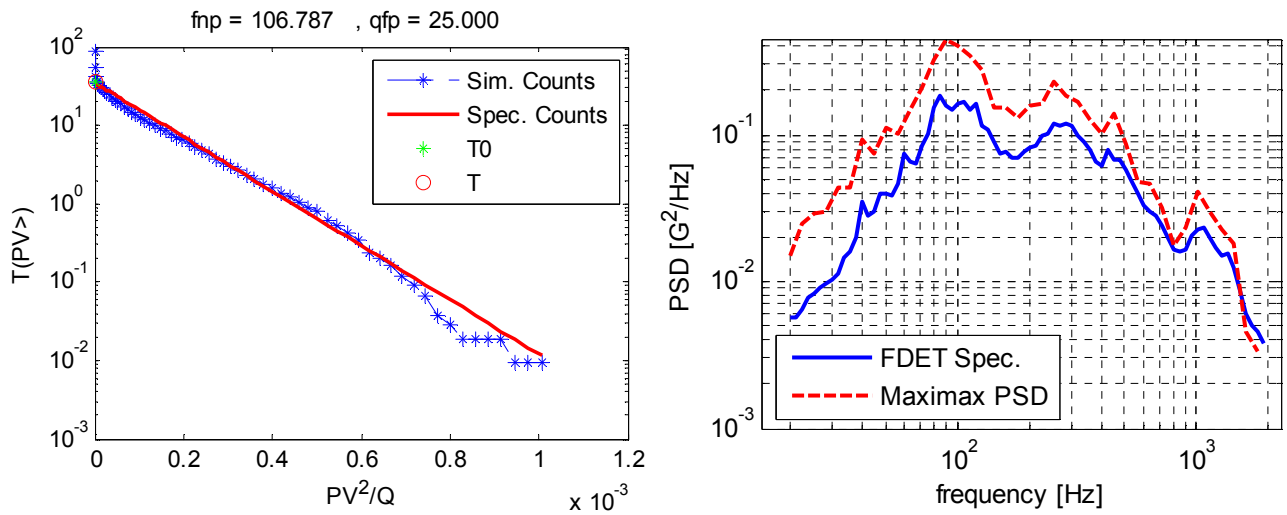 fnp = 106.787 , qfp = 25.000
10^2
10^1
10^0
10^-1
10^-2
10^-3
T(PV>)
Sim. Counts
Spec. Counts
T0
T
0 0.2 0.4 0.6 0.8 1 1.2
PV^2/Q
x 10^-3
PSD [G^2/Hz]
10^-1
10^-2
10^-3
FDET Spec.
Maximax PSD
10^2 10^3
frequency [Hz]